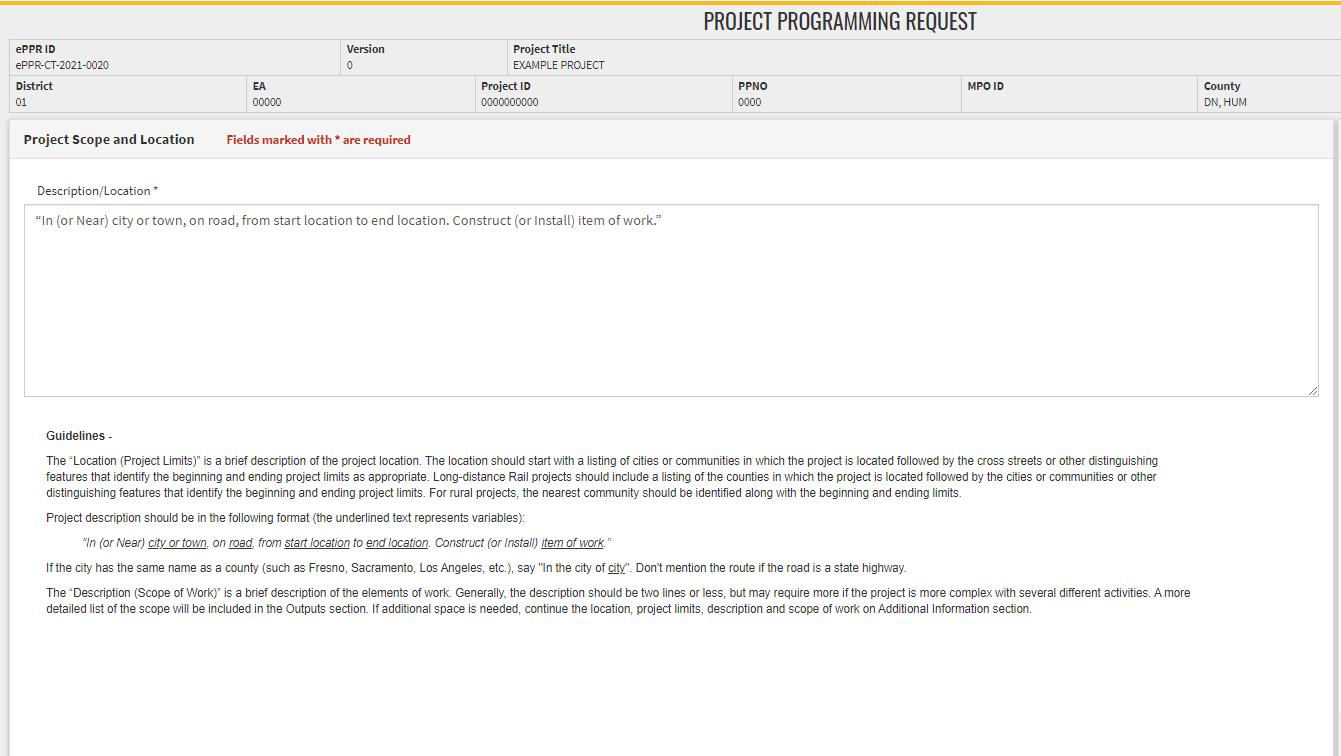 PROJECT PROGRAMMING REQUEST
ePPR ID Version Project Title
ePPR-CT-2021-0020 0 EXAMPLE PROJECT
District EA Project ID PPNO MPO ID County
01 00000 0000000000 0000 DN, HUM
Project Scope and Location Fields marked with * are required
Description/Location *
“In (or Near) city or town, on road, from start location to end location. Construct (or Install) item of work.”
Guidelines -
The “Location (Project Limits)” is a brief description of the project location. The location should start with a listing of cities or communities in which the project is located followed by the cross streets or other distinguishing
features that identify the beginning and ending project limits as appropriate. Long-distance Rail projects should include a listing of the counties in which the project is located followed by the cities or communities or other
distinguishing features that identify the beginning and ending project limits. For rural projects, the nearest community should be identified along with the beginning and ending limits.
Project description should be in the following format (the underlined text represents variables):
“In (or Near) city or town, on road, from start location to end location. Construct (or Install) item of work.”
If the city has the same name as a county (such as Fresno, Sacramento, Los Angeles, etc.), say "In the city of city". Don't mention the route if the road is a state highway.
The “Description (Scope of Work)” is a brief description of the elements of work. Generally, the description should be two lines or less, but may require more if the project is more complex with several different activities. A more
detailed list of the scope will be included in the Outputs section. If additional space is needed, continue the location, project limits, description and scope of work on Additional Information section.